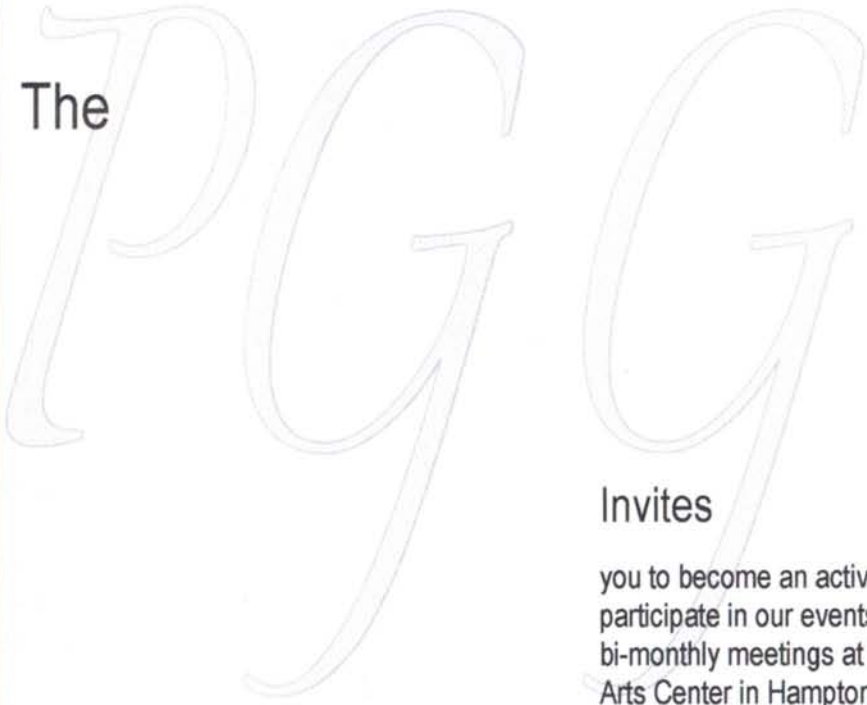 The
PGG
Invites
you to become an activ
participate in our events
bi-monthly meetings at
Arts Center in Hampton